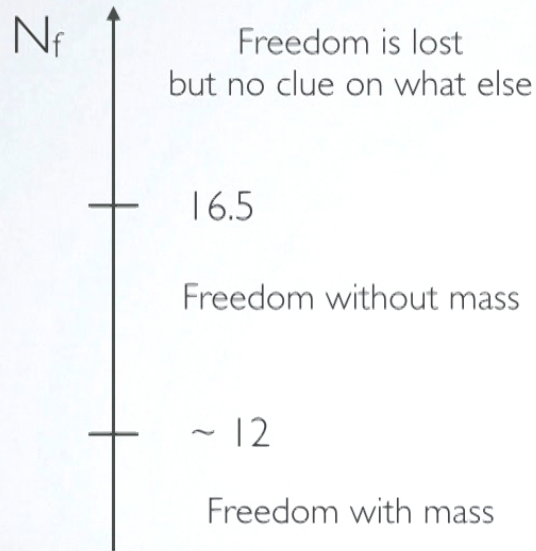 Nf
Freedom is lost
but no clue on what else
16.5
Freedom without mass
~ 12
Freedom with mass